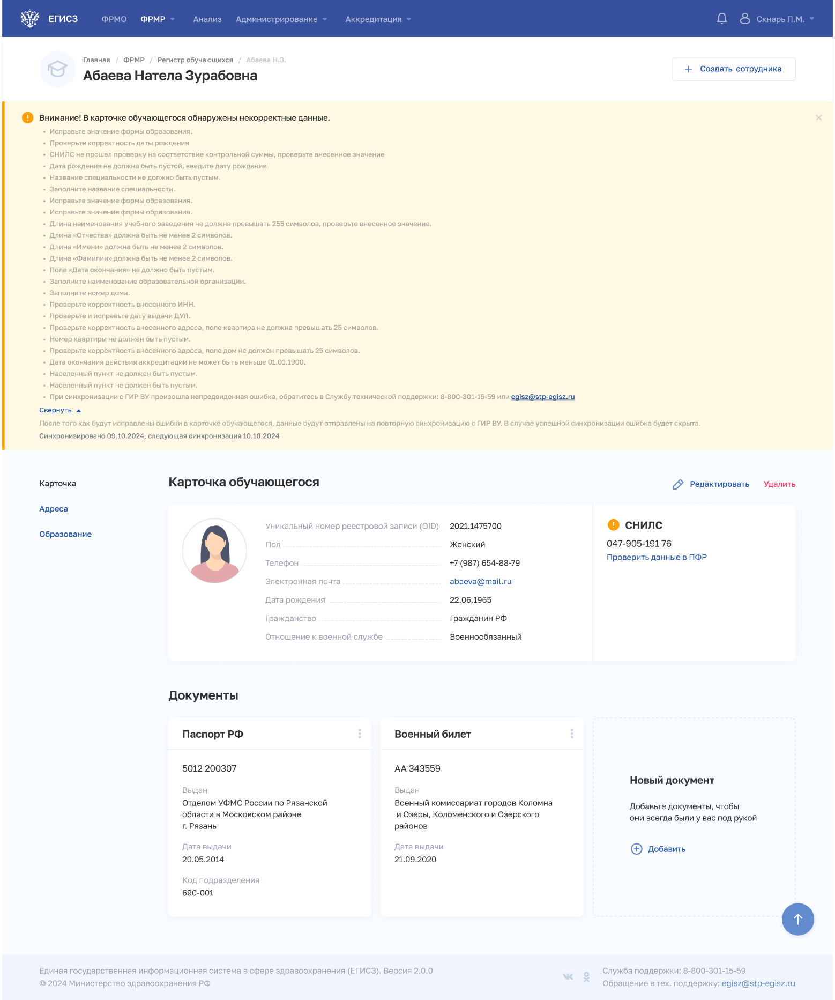 ЕГИСЗ ФРМО ФРМР Анализ Администрирование Аккредитация Скнарь П.М.
Главная / ФРМР / Регистр обучающихся / Абаева Н.З.
Абаева Натела Зурабовна
+ Создать сотрудника
Внимание! В карточке обучающегося обнаружены некорректные данные.
• Исправьте значение формы образования.
• Проверьте корректность даты рождения
• СНИЛС не прошел проверку на соответствие контрольной суммы, проверьте внесенное значение
• Дата рождения не должна быть пустой, введите дату рождения
• Название специальности не должно быть пустым.
• Заполните название специальности.
• Исправьте значение формы образования.
• Исправьте значение формы образования.
• Длина наименования учебного заведения не должна превышать 255 символов, проверьте внесенное значение.
• Длина «Отчества» должна быть не менее 2 символов.
• Длина «Имени» должна быть не менее 2 символов.
• Длина «Фамилии» должна быть не менее 2 символов.
• Поле «Дата окончания» не должно быть пустым.
• Заполните наименование образовательной организации.
• Заполните номер дома.
• Проверьте корректность внесенного ИНН.
• Проверьте и исправьте дату выдачи ДУЛ.
• Проверьте корректность внесенного адреса, поле квартира не должна превышать 25 символов.
• Номер квартиры не должен быть пустым.
• Проверьте корректность внесенного адреса, поле дом не должен превышать 25 символов.
• Дата окончания действия аккредитации не может быть меньше 01.01.1900.
• Населенный пункт не должен быть пустым.
• Населенный пункт не должен быть пустым.
• При синхронизации с ГИР ВУ произошла непредвиденная ошибка, обратитесь в Службу технической поддержки: 8-800-301-15-59 или egisz@stp-egisz.ru
Свернуть
После того как будут исправлены ошибки в карточке обучающегося, данные будут отправлены на повторную синхронизацию с ГИР ВУ. В случае успешной синхронизации ошибка будет скрыта.
Синхронизировано 09.10.2024, следующая синхронизация 10.10.2024
Карточка
Адреса
Образование
Карточка обучающегося
Редактировать Удалить
Уникальный номер реестровой записи (OID) 2021.1475700
Пол Женский
Телефон +7 (987) 654-88-79
Электронная почта abaeva@mail.ru
Дата рождения 22.06.1965
Гражданство Гражданин РФ
Отношение к военной службе Военнообязанный
СНИЛС
047-905-191 76
Проверить данные в ПФР
Документы
Паспорт РФ
5012 200307
Выдан
Отделом УФМС России по Рязанской
области в Московском районе
г. Рязань
Дата выдачи
20.05.2014
Код подразделения
690-001
Военный билет
АА 343559
Выдан
Военный комиссариат городов Коломна
и Озеры, Коломенского и Озерского
районов
Дата выдачи
21.09.2020
Новый документ
Добавьте документы, чтобы
они всегда были у вас под рукой
Добавить
Единая государственная информационная система в сфере здравоохранения (ЕГИСЗ). Версия 2.0.0
© 2024 Министерство здравоохранения РФ
Служба поддержки: 8-800-301-15-59
Обращение в тех. поддержку: egisz@stp-egisz.ru